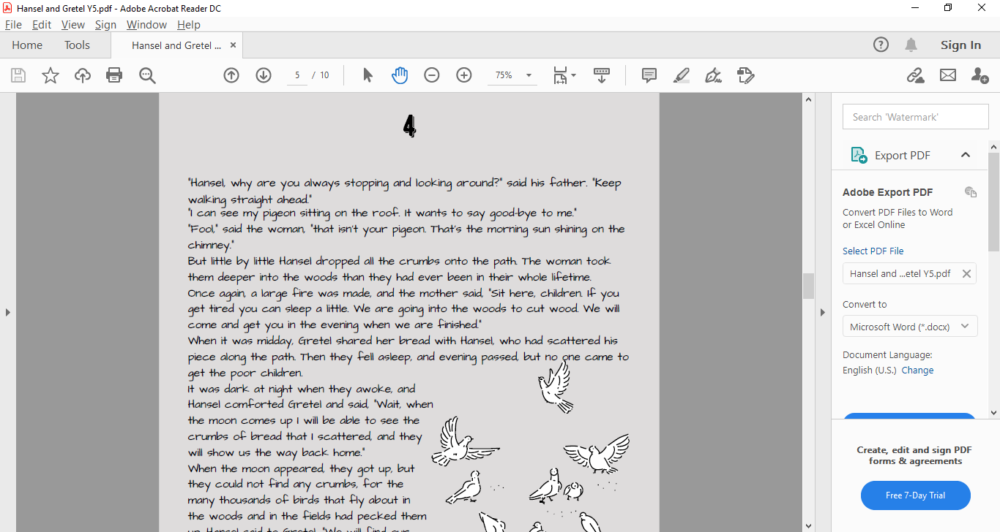 Hansel and Gretel Y5.pdf - Adobe Acrobat Reader DC
File Edit View Sign Window Help
Home Tools Hansel and Gretel ... × Sign In
5 / 10 75%
4
"Hansel, why are you always stopping and looking around?" said his father. "Keep
walking straight ahead."
"I can see my pigeon sitting on the roof. It wants to say good-bye to me."
"Fool," said the woman, "that isn't your pigeon. That's the morning sun shining on the
chimney."
But little by little Hansel dropped all the crumbs onto the path. The woman took
them deeper into the woods than they had ever been in their whole lifetime.
Once again, a large fire was made, and the mother said, "Sit here, children. If you
get tired you can sleep a little. We are going into the woods to cut wood. We will
come and get you in the evening when we are finished."
When it was midday, Gretel shared her bread with Hansel, who had scattered his
piece along the path. Then they fell asleep, and evening passed, but no one came to
get the poor children.
It was dark at night when they awoke, and
Hansel comforted Gretel and said, "Wait, when
the moon comes up I will be able to see the
crumbs of bread that I scattered, and they
will show us the way back home."
When the moon appeared, they got up, but
they could not find any crumbs, for the
many thousands of birds that fly about in
the woods and in the fields had pecked them
up. Hansel said to Gretel, "We will find our
Search 'Watermark'
Export PDF
Adobe Export PDF
Convert PDF Files to Word
or Excel Online
Select PDF File
Hansel and ...etel Y5.pdf
Convert to
Microsoft Word (*.docx)
Document Language:
English (U.S.) Change
Create, edit and sign PDF
forms & agreements
Free 7-Day Trial